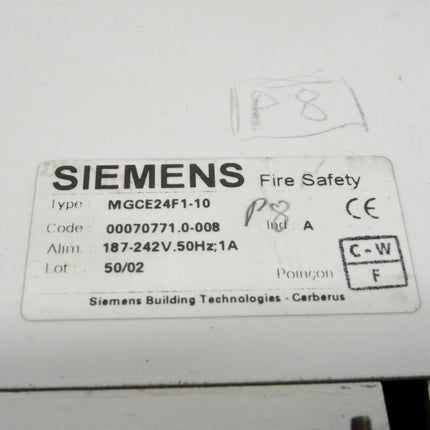 P8
SIEMENS Fire Safety
Type : MGCE24F1-10
P8
Code : 00070771.0-008 Ind : A CE
Alim : 187-242V.50Hz;1A
Lot : 50/02 Poinçon C-W
F
Siemens Building Technologies - Cerberus